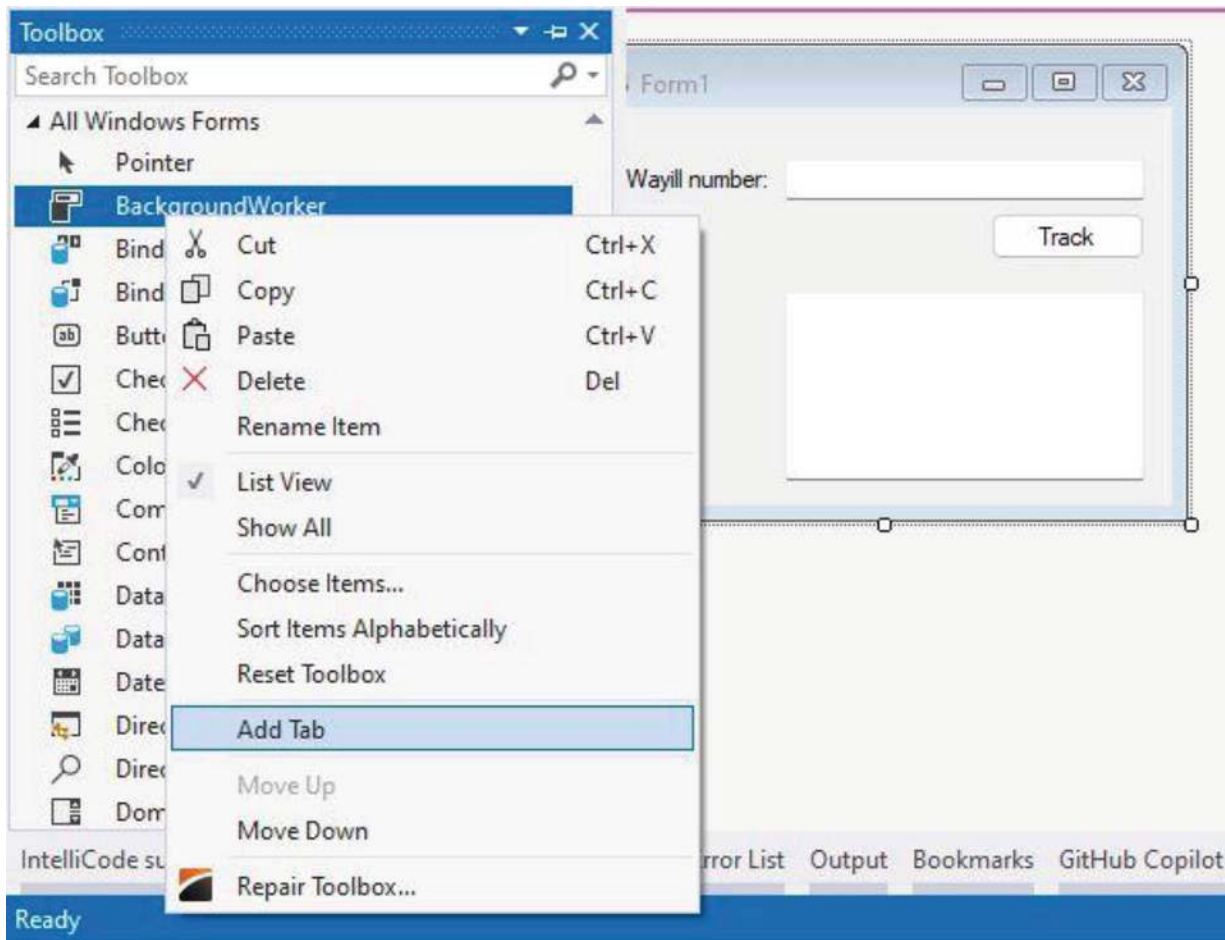 Toolbox
Search Toolbox
All Windows Forms
Pointer
BackgroundWorker
Bind
Bind
Butt
Chec
Chec
Colo
Com
Cont
Data
Data
Date
Direc
Direc
Dom
Cut Ctrl+X
Copy Ctrl+C
Paste Ctrl+V
Delete Del
Rename Item
List View
Show All
Choose Items...
Sort Items Alphabetically
Reset Toolbox
Add Tab
Move Up
Move Down
Repair Toolbox...
Form1
Wayill number:
Track
IntelliCode su
rror List Output Bookmarks GitHub Copilot
Ready